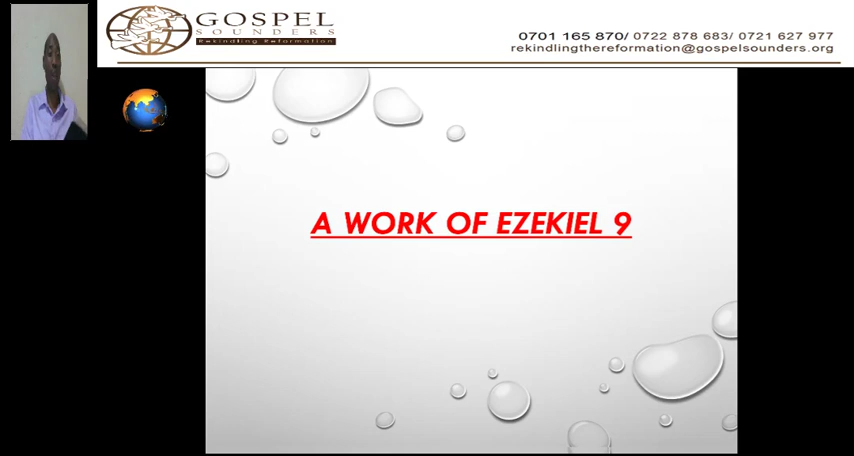 GOSPEL
SOUNDERS
Rekindling Reformation
0701 165 870/ 0722 878 683/ 0721 627 977
rekindlingthereformation@gospelsounders.org
A WORK OF EZEKIEL 9